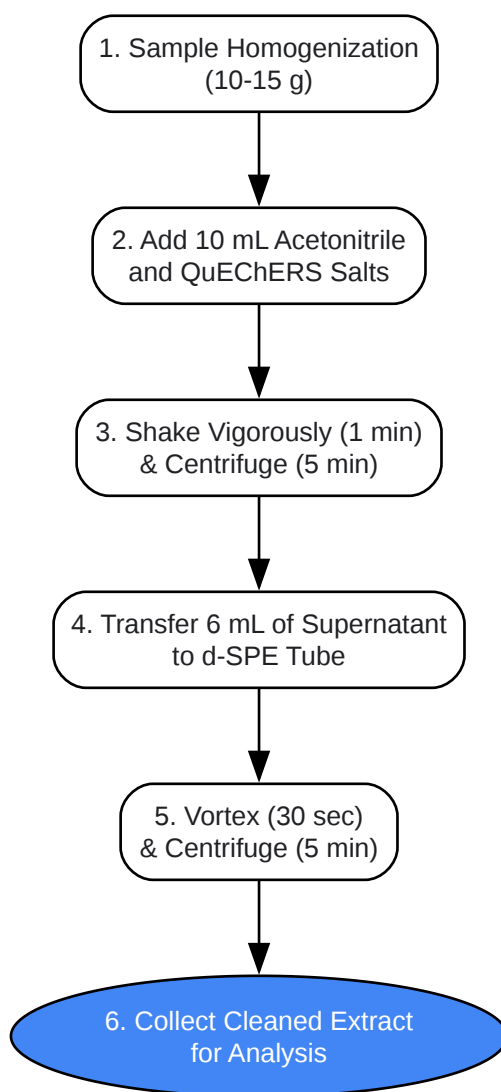 1. Sample Homogenization
(10-15 g)
2. Add 10 mL Acetonitrile
and QuEChERS Salts
3. Shake Vigorously (1 min)
& Centrifuge (5 min)
4. Transfer 6 mL of Supernatant
to d-SPE Tube
5. Vortex (30 sec)
& Centrifuge (5 min)
6. Collect Cleaned Extract
for Analysis